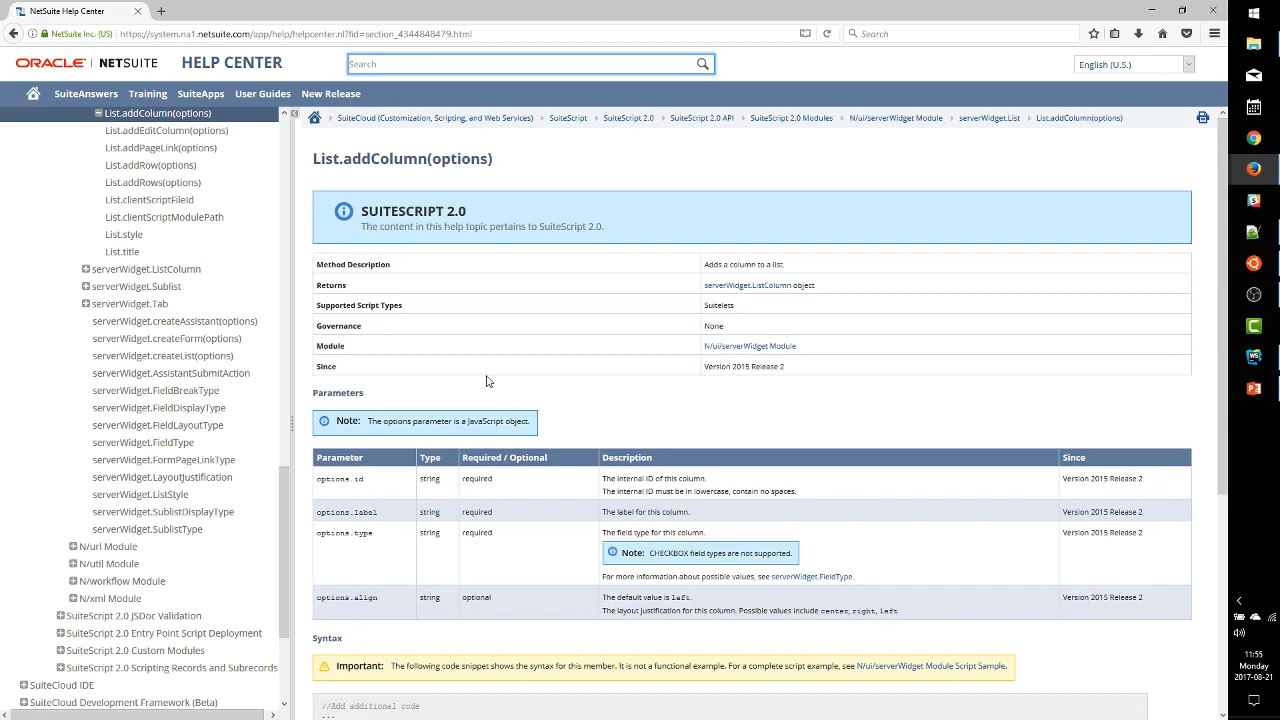 NetSuite Help Center
NetSuite Inc. (US)
https://system.na1.netsuite.com/app/help/helpcenter.nl?fid=section_4344848479.html
Search
ORACLE | NETSUITE HELP CENTER
Search
English (U.S.)
SuiteAnswers Training SuiteApps User Guides New Release
List.addColumn(options)
List.addEditColumn(options)
List.addPageLink(options)
List.addRow(options)
List.addRows(options)
List.clientScriptFileId
List.clientScriptModulePath
List.style
List.title
serverWidget.ListColumn
serverWidget.Sublist
serverWidget.Tab
serverWidget.createAssistant(options)
serverWidget.createForm(options)
serverWidget.createList(options)
serverWidget.AssistantSubmitAction
serverWidget.FieldBreakType
serverWidget.FieldDisplayType
serverWidget.FieldLayoutType
serverWidget.FieldType
serverWidget.FormPageLinkType
serverWidget.LayoutJustification
serverWidget.ListStyle
serverWidget.SublistDisplayType
serverWidget.SublistType
N/url Module
N/util Module
N/workflow Module
N/xml Module
SuiteScript 2.0 JSDoc Validation
SuiteScript 2.0 Entry Point Script Deployment
SuiteScript 2.0 Custom Modules
SuiteScript 2.0 Scripting Records and Subrecords
SuiteCloud IDE
SuiteCloud Development Framework (Beta)
SuiteCloud (Customization, Scripting, and Web Services) SuiteScript SuiteScript 2.0 SuiteScript 2.0 API SuiteScript 2.0 Modules N/ui/serverWidget Module serverWidget.List List.addColumn(options)
List.addColumn(options)
SUITESCRIPT 2.0
The content in this help topic pertains to SuiteScript 2.0.
Method Description Adds a column to a list.
Returns serverWidget.ListColumn object
Supported Script Types Suitelets
Governance None
Module N/ui/serverWidget Module
Since Version 2015 Release 2
Parameters
Note: The options parameter is a JavaScript object.
Parameter Type Required / Optional Description Since
options.id string required The internal ID of this column. Version 2015 Release 2
The internal ID must be in lowercase, contain no spaces.
options.label string required The label for this column. Version 2015 Release 2
options.type string required The field type for this column. Version 2015 Release 2
Note: CHECKBOX field types are not supported.
For more information about possible values, see serverWidget.FieldType.
options.align string optional The default value is left. Version 2015 Release 2
The layout justification for this column. Possible values include center, right, left
Syntax
Important: The following code snippet shows the syntax for this member. It is not a functional example. For a complete script example, see N/ui/serverWidget Module Script Sample.
//Add additional code
...
11:55
Monday
2017-08-21